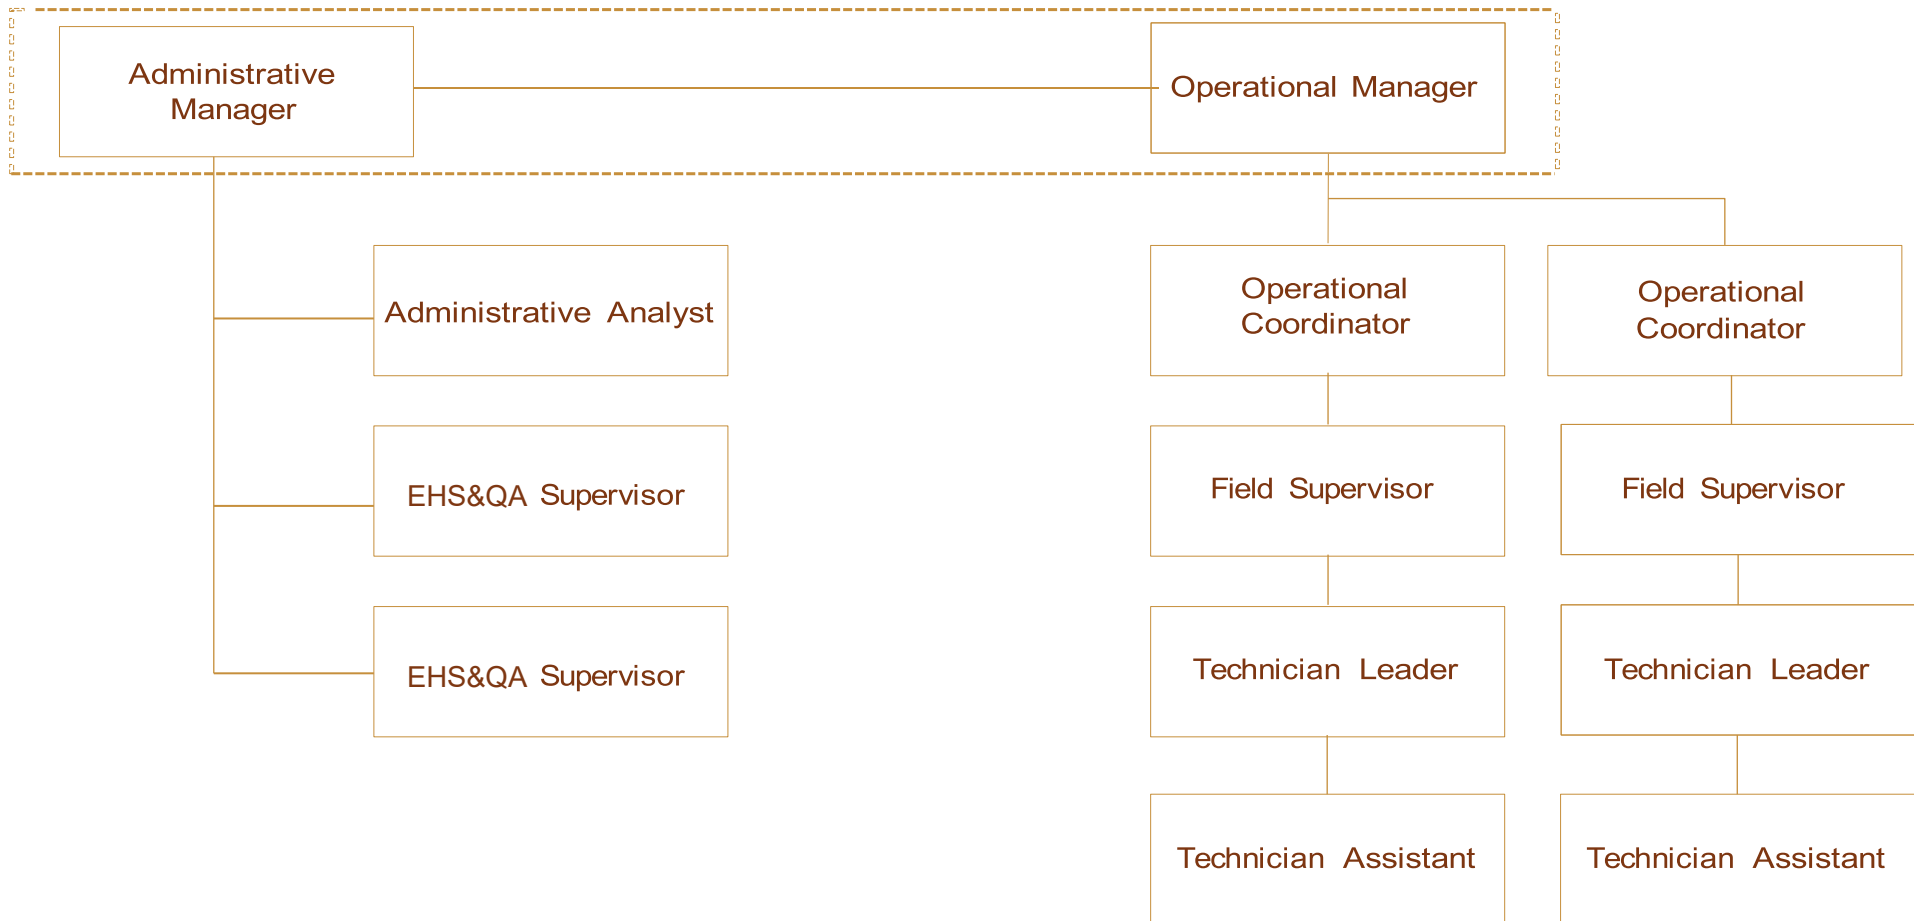 Administrative
Manager
Operational Manager
Administrative Analyst
Operational
Coordinator
Operational
Coordinator
EHS&QA Supervisor
Field Supervisor
Field Supervisor
EHS&QA Supervisor
Technician Leader
Technician Leader
Technician Assistant
Technician Assistant